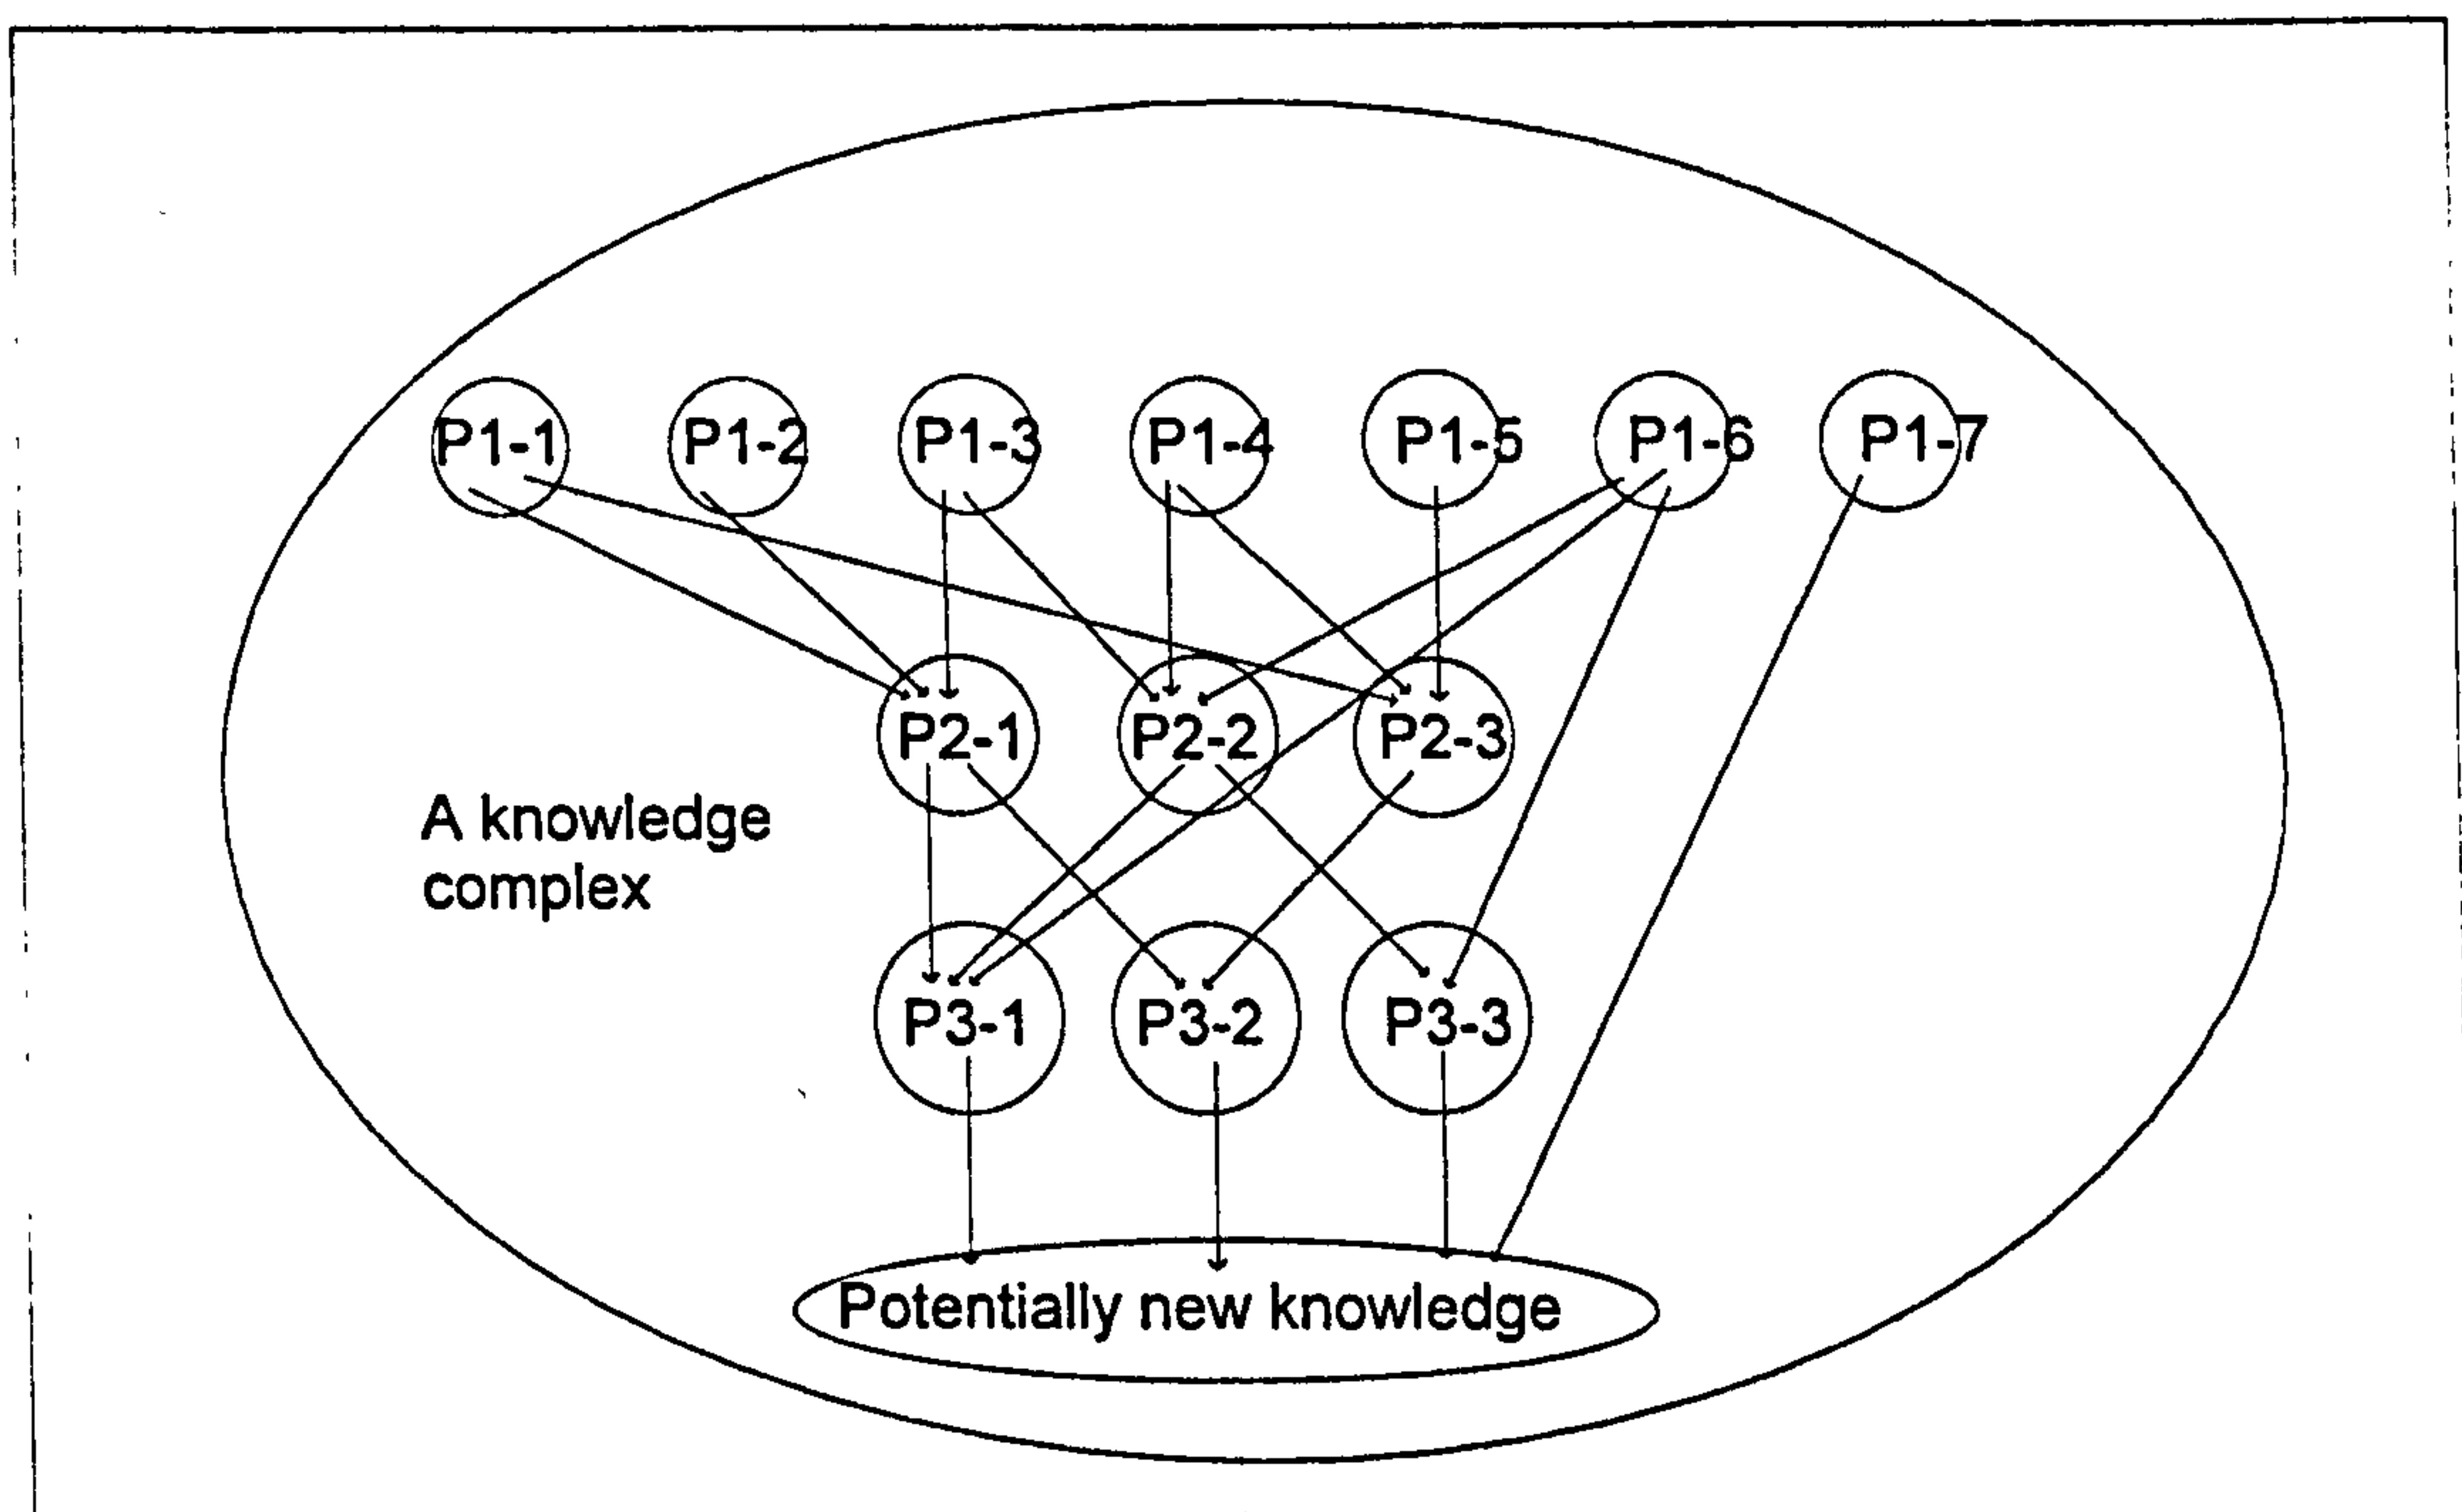 P1-1 P1-2 P1-3 P1-4 P1-5 P1-6 P1-7
P2-1 P2-2 P2-3
A knowledge
complex
P3-1 P3-2 P3-3
Potentially new knowledge